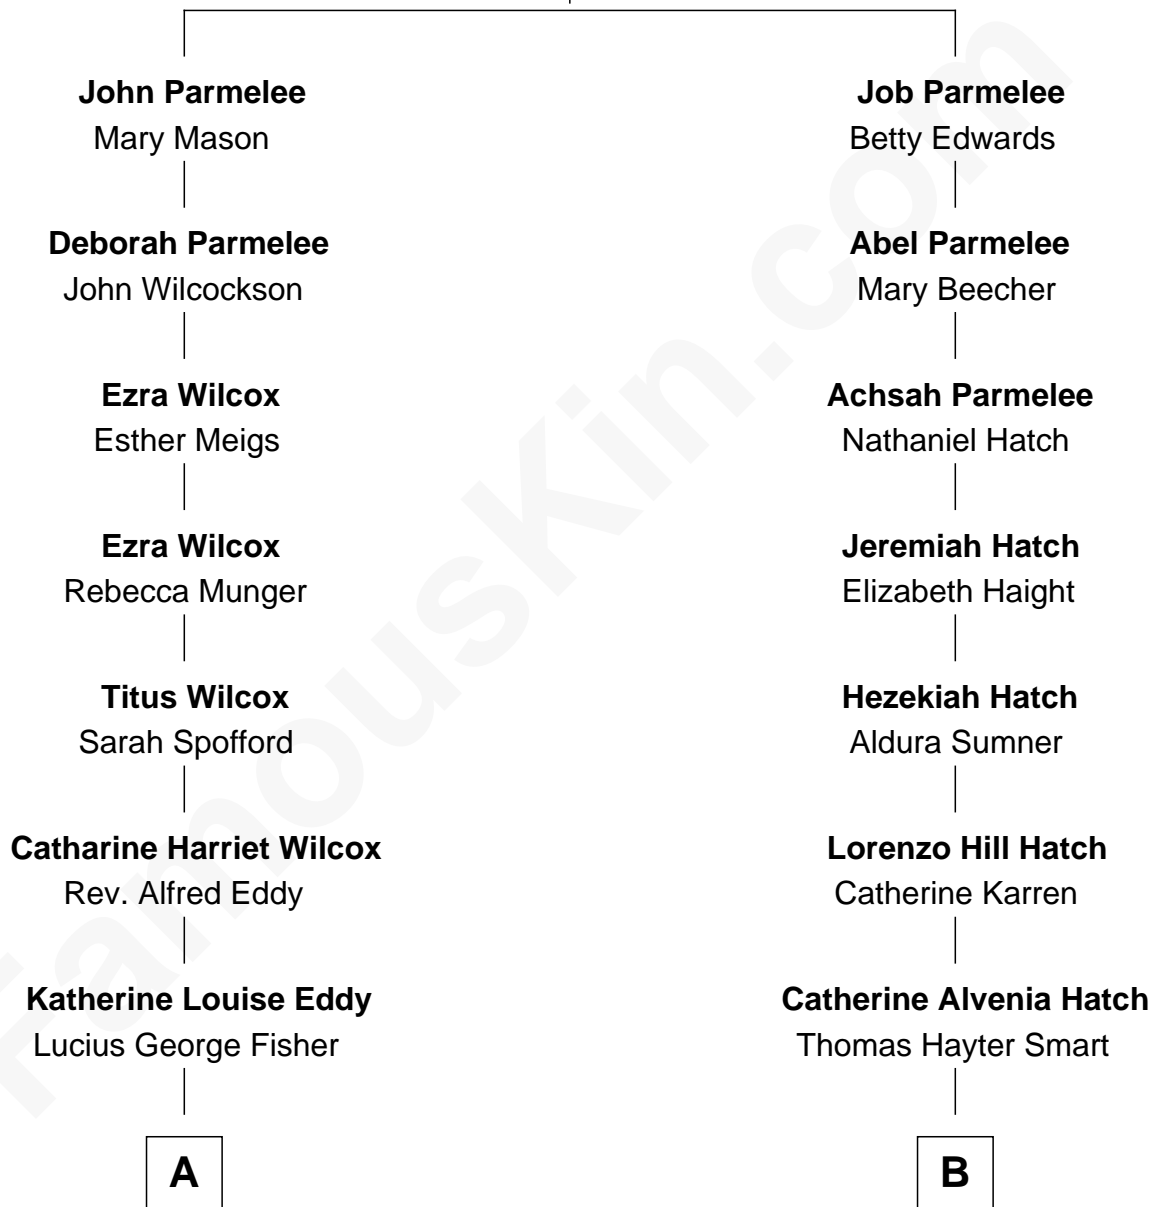 John Parmelee
Mary Mason
Deborah Parmelee
John Wilcockson
Ezra Wilcox
Esther Meigs
Ezra Wilcox
Rebecca Munger
Titus Wilcox
Sarah Spofford
Catharine Harriet Wilcox
Rev. Alfred Eddy
Katherine Louise Eddy
Lucius George Fisher
A
Job Parmelee
Betty Edwards
Abel Parmelee
Mary Beecher
Achsah Parmelee
Nathaniel Hatch
Jeremiah Hatch
Elizabeth Haight
Hezekiah Hatch
Aldura Sumner
Lorenzo Hill Hatch
Catherine Karren
Catherine Alvenia Hatch
Thomas Hayter Smart
B
FamousKin.com